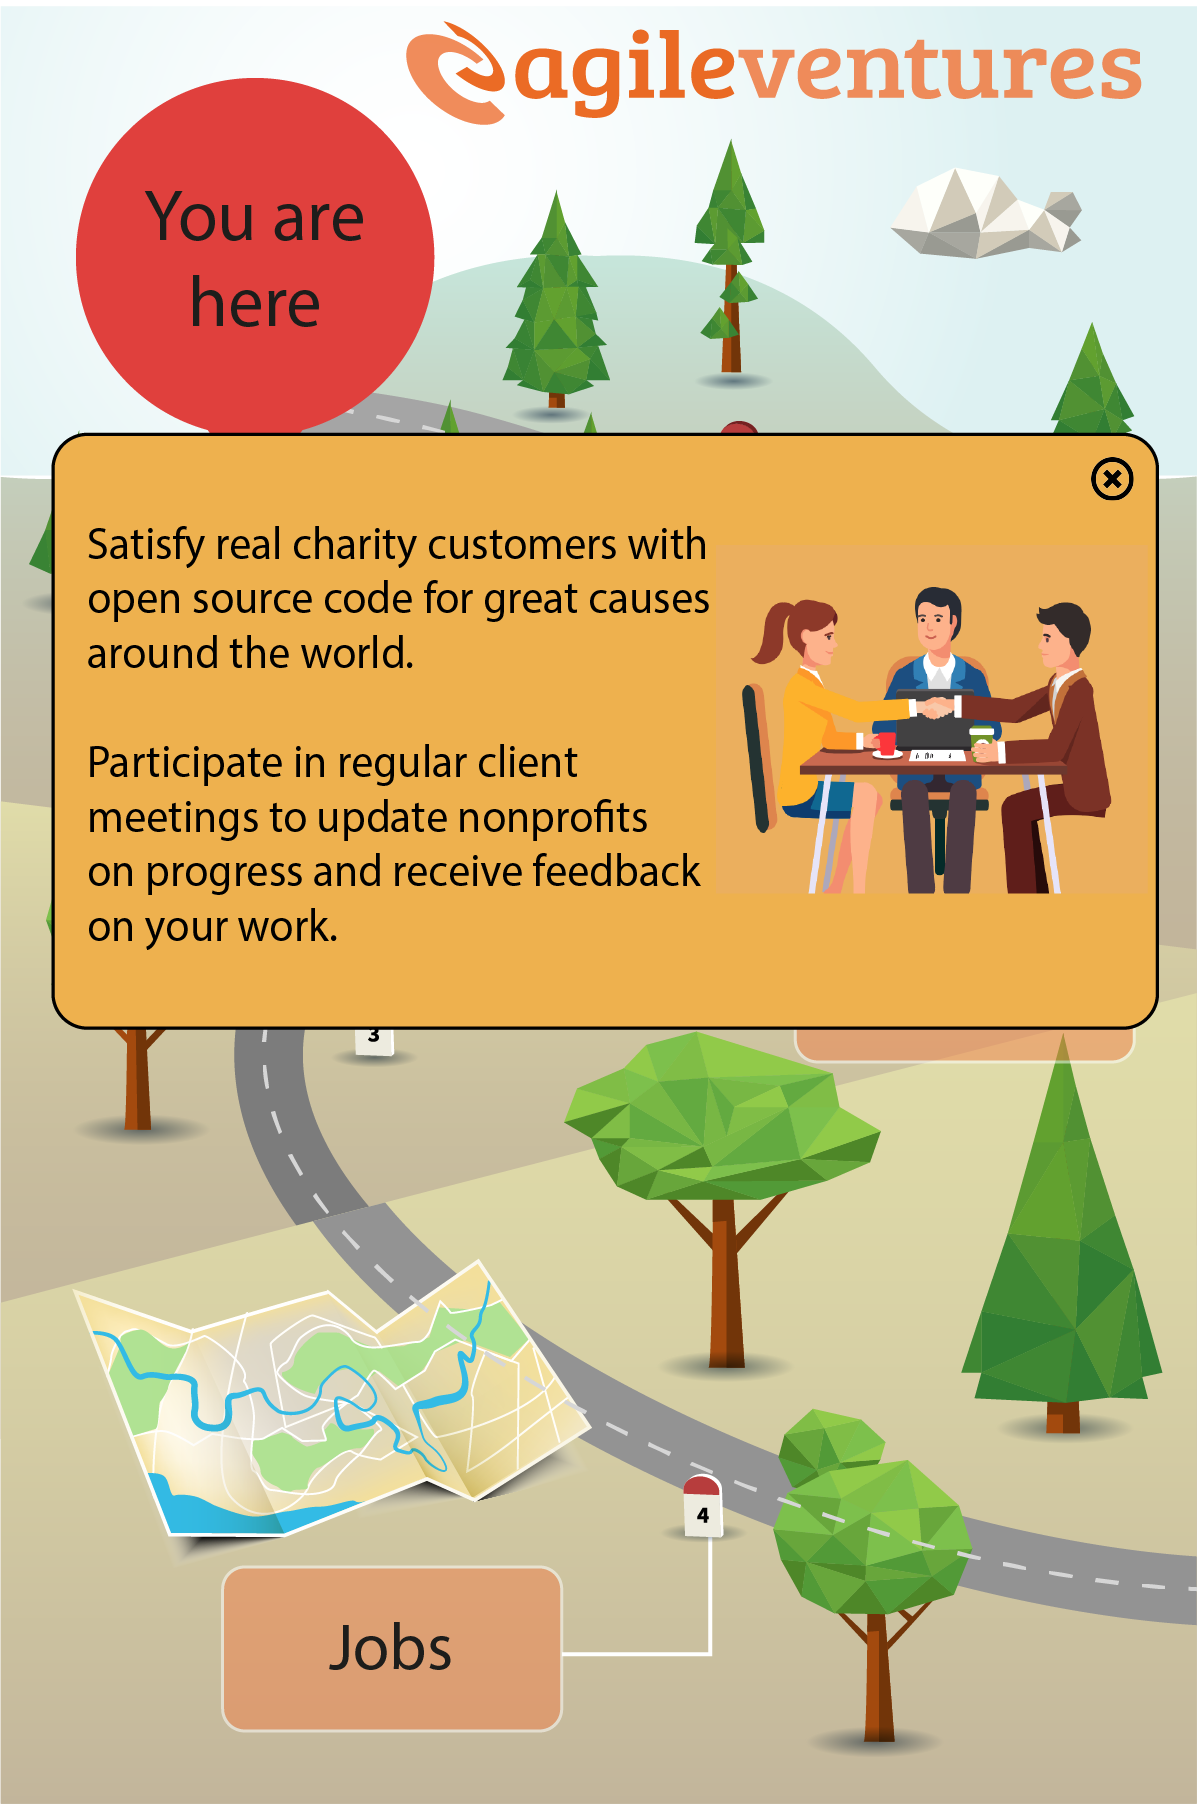 agileventures
You are
here
Satisfy real charity customers with
open source code for great causes
around the world.
Participate in regular client
meetings to update nonprofits
on progress and receive feedback
on your work.
3
4
Jobs